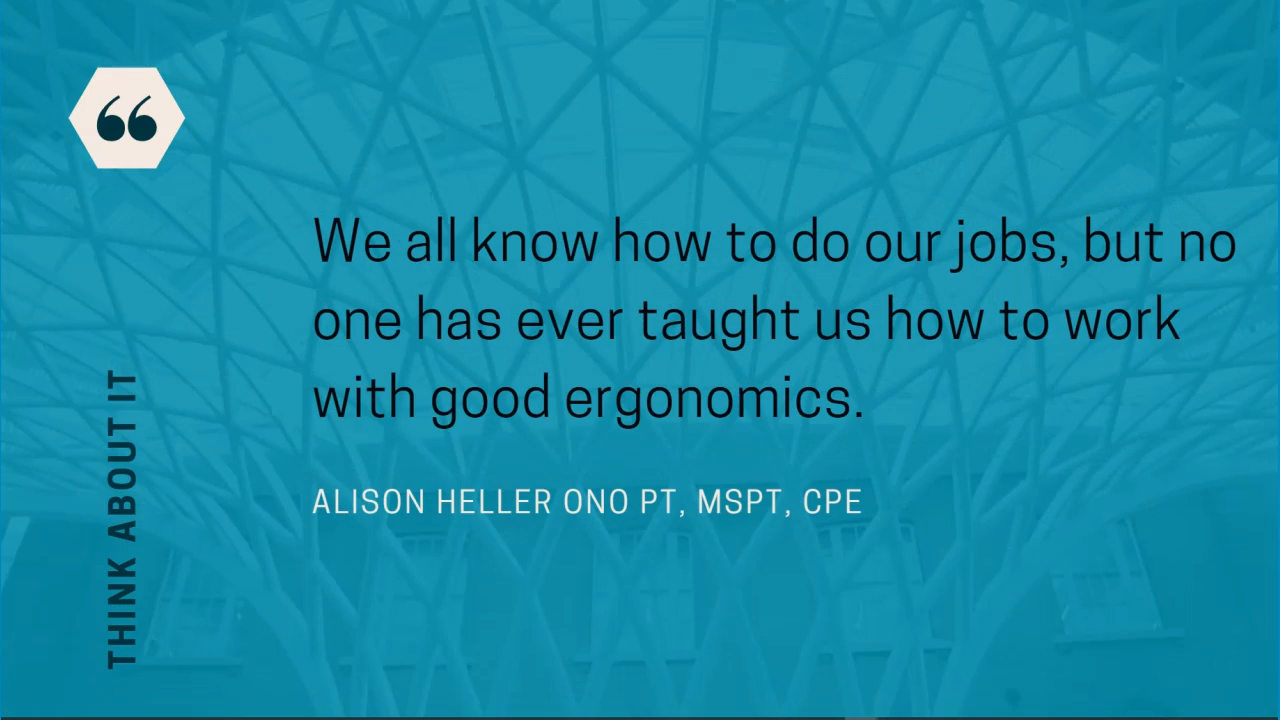 “
We all know how to do our jobs, but no
one has ever taught us how to work
with good ergonomics.
ALISON HELLER ONO PT, MSPT, CPE
THINK ABOUT IT